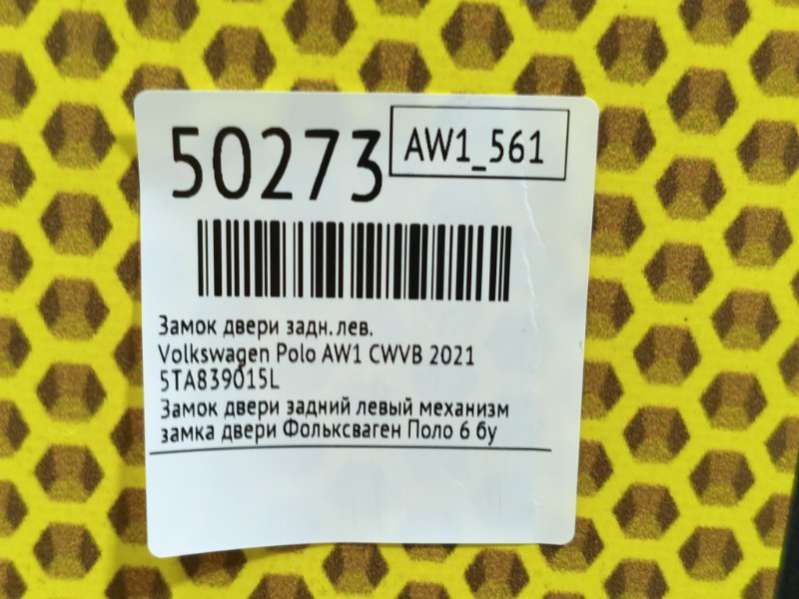 50273
AW1_561
Замок двери задн. лев.
Volkswagen Polo AW1 CWVB 2021
5TA839015L
Замок двери задний левый механизм
замка двери Фольксваген Поло 6 бу